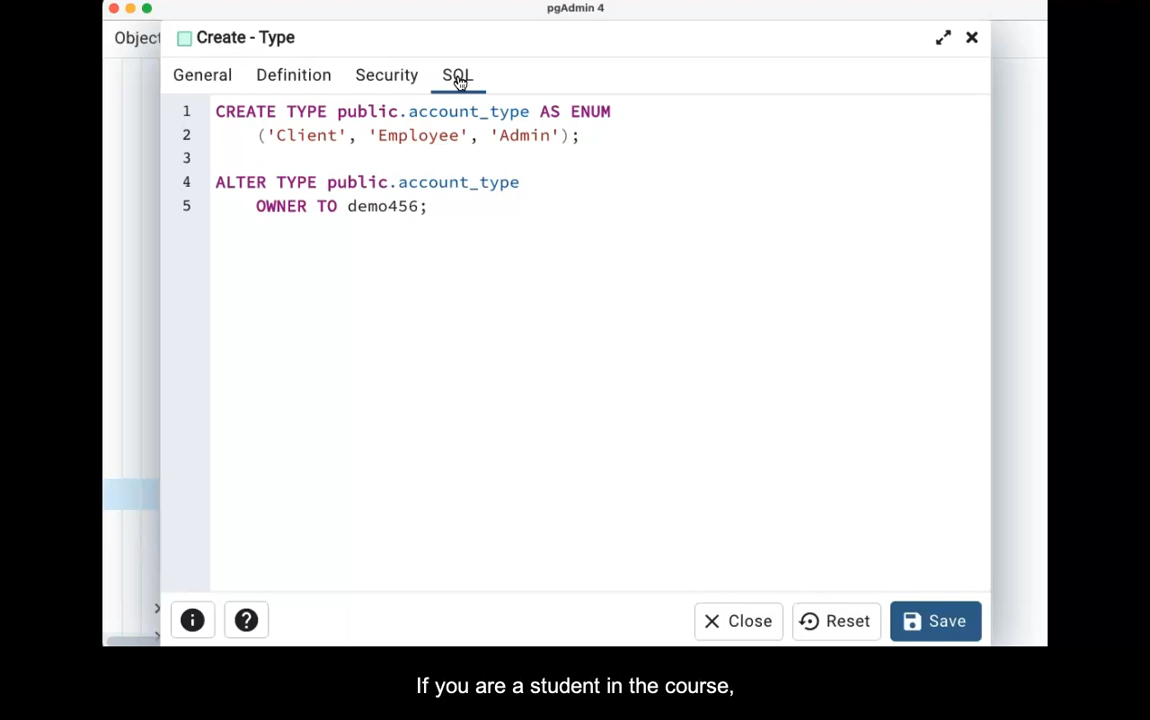 pgAdmin 4
Object
Create - Type
General Definition Security SQL
1 CREATE TYPE public.account_type AS ENUM
2 ('Client', 'Employee', 'Admin');
3
4 ALTER TYPE public.account_type
5 OWNER TO demo456;
Close Reset Save
If you are a student in the course,